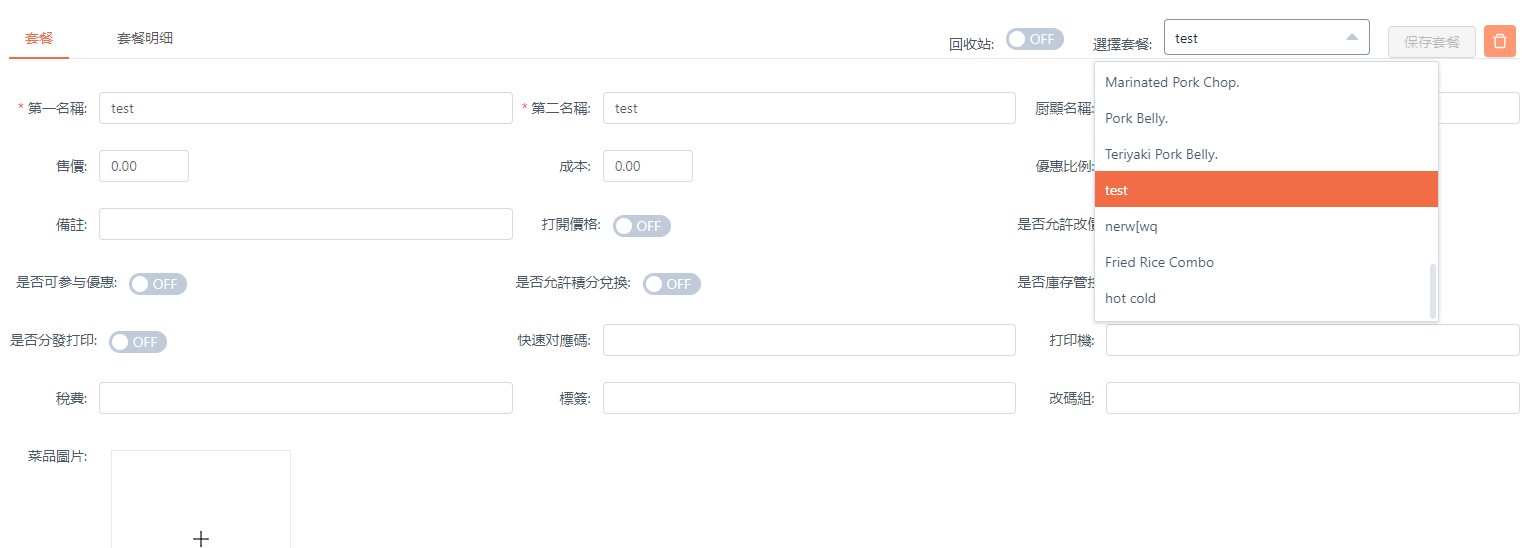 套餐
套餐明细
回收站:
OFF
選擇套餐:
test
保存套餐
Marinated Pork Chop.
Pork Belly.
Teriyaki Pork Belly.
test
nerw[wq
Fried Rice Combo
hot cold
* 第一名稱:
test
* 第二名稱:
test
厨顯名稱:
售價:
0.00
成本:
0.00
優惠比例:
備註:
打開價格:
OFF
是否允許改價
是否可参与優惠:
OFF
是否允許積分兌換:
OFF
是否庫存管控
是否分發打印:
OFF
快速对應碼:
打印機:
稅费:
標簽:
改碼組:
菜品圖片: